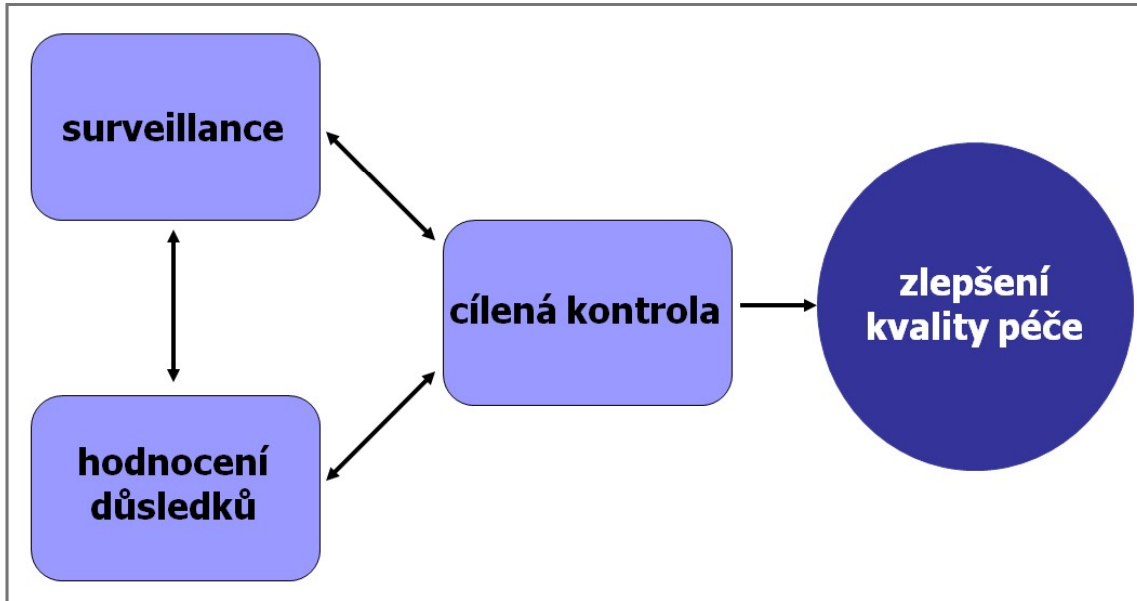 surveillance
cílená kontrola
zlepšení
kvality péče
hodnocení
důsledků